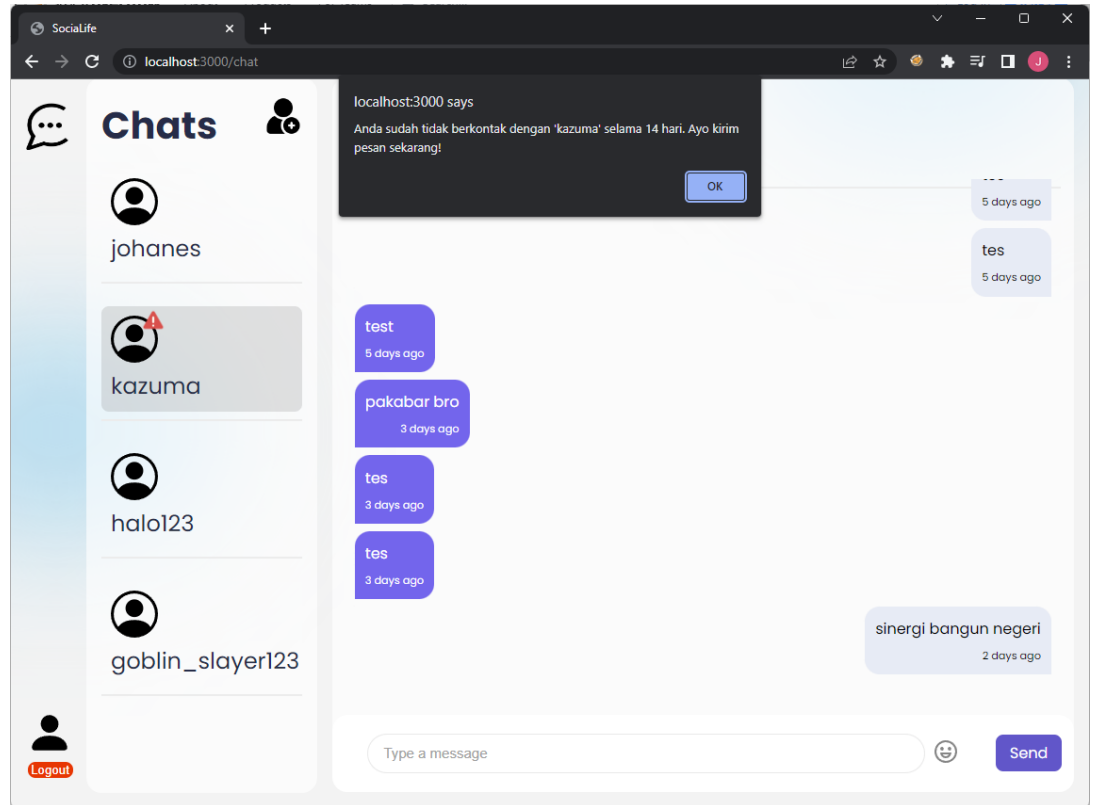 SociaLife
localhost:3000/chat
J
Chats
johanes
kazuma
halo123
goblin_slayer123
Logout
localhost:3000 says
Anda sudah tidak berkontak dengan 'kazuma' selama 14 hari. Ayo kirim
pesan sekarang!
OK
5 days ago
tes
5 days ago
test
5 days ago
pakabar bro
3 days ago
tes
3 days ago
tes
3 days ago
sinergi bangun negeri
2 days ago
Type a message
Send